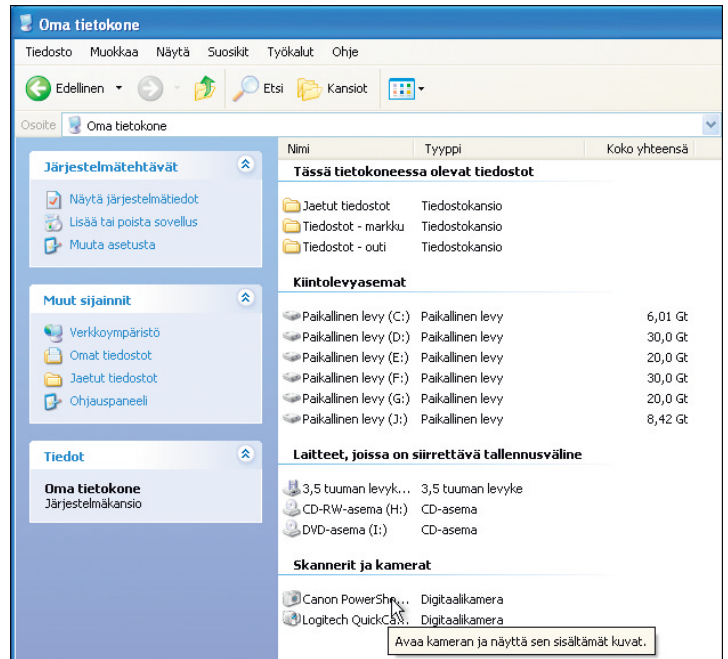 Oma tietokone
Tiedosto Muokkaa Näytä Suosikit Työkalut Ohje
Edellinen Etsi Kansiot
Osoite Oma tietokone
Järjestelmätehtävät
Näytä järjestelmätiedot
Lisää tai poista sovellus
Muuta asetusta
Muut sijainnit
Verkkoympäristö
Omat tiedostot
Jaetut tiedostot
Ohjauspaneeli
Tiedot
Oma tietokone
Järjestelmäkansio
Nimi Tyyppi Koko yhteensä
Tässä tietokoneessa olevat tiedostot
Jaetut tiedostot Tiedostokansio
Tiedostot - markku Tiedostokansio
Tiedostot - outi Tiedostokansio
Kiintolevyasemat
Paikallinen levy (C:) Paikallinen levy 6,01 Gt
Paikallinen levy (D:) Paikallinen levy 30,0 Gt
Paikallinen levy (E:) Paikallinen levy 20,0 Gt
Paikallinen levy (F:) Paikallinen levy 30,0 Gt
Paikallinen levy (G:) Paikallinen levy 20,0 Gt
Paikallinen levy (J:) Paikallinen levy 8,42 Gt
Laitteet, joissa on siirrettävä tallennusväline
3,5 tuuman levyk... 3,5 tuuman levyke
CD-RW-asema (H:) CD-asema
DVD-asema (I:) CD-asema
Skannerit ja kamerat
Canon PowerSho... Digitaalikamera
Logitech QuickCa... Digitaalikamera
Avaa kameran ja näyttä sen sisältämät kuvat.